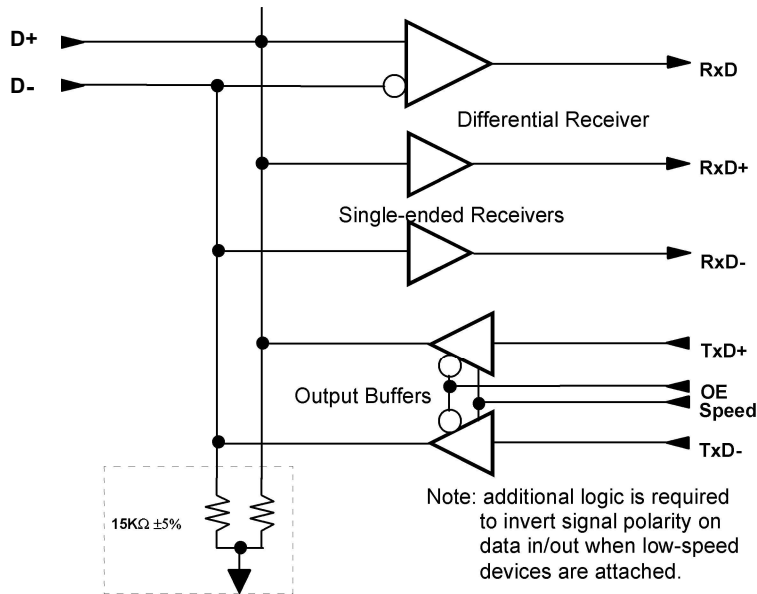 D+
D-
RxD
Differential Receiver
RxD+
Single-ended Receivers
RxD-
TxD+
Output Buffers
OE
Speed
TxD-
15KΩ ±5%
Note: additional logic is required
to invert signal polarity on
data in/out when low-speed
devices are attached.